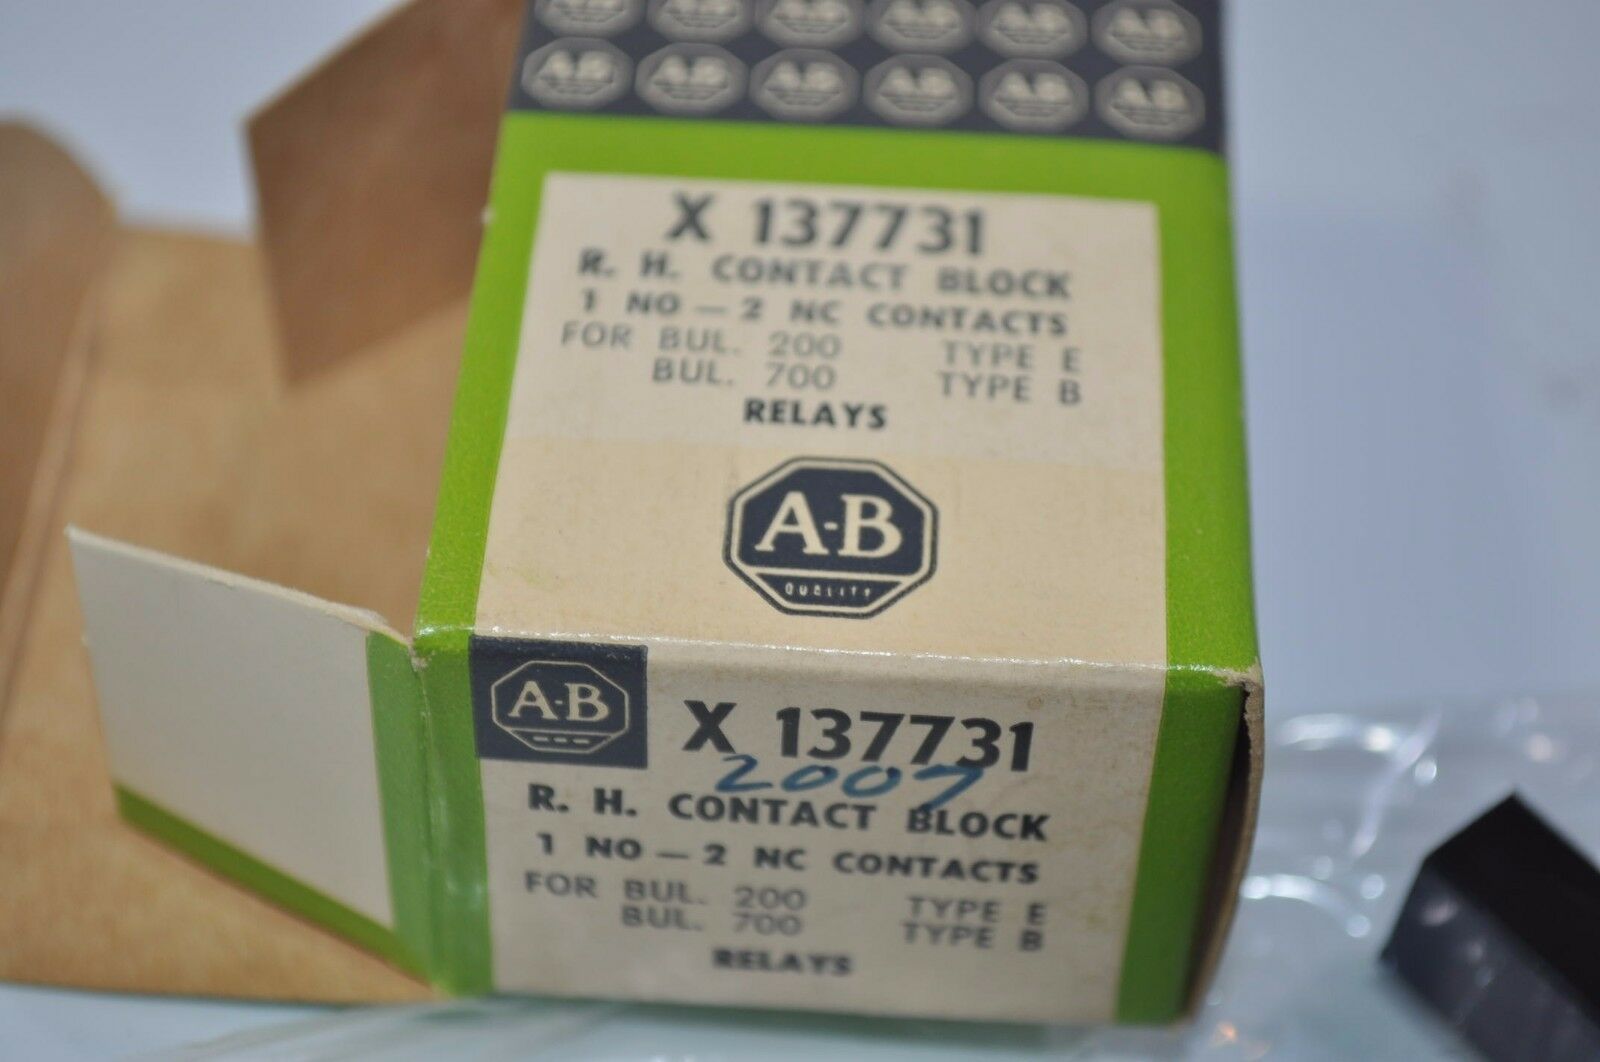 A-B A-B A-B A-B A-B A-B
A-B A-B A-B A-B A-B A-B
X 137731
R. H. CONTACT BLOCK
1 NO — 2 NC CONTACTS
FOR BUL. 200 TYPE E
BUL. 700 TYPE B
RELAYS
A-B
QUALITY
A-B
X 137731
2007
R. H. CONTACT BLOCK
1 NO — 2 NC CONTACTS
FOR BUL. 200 TYPE E
BUL. 700 TYPE B
RELAYS